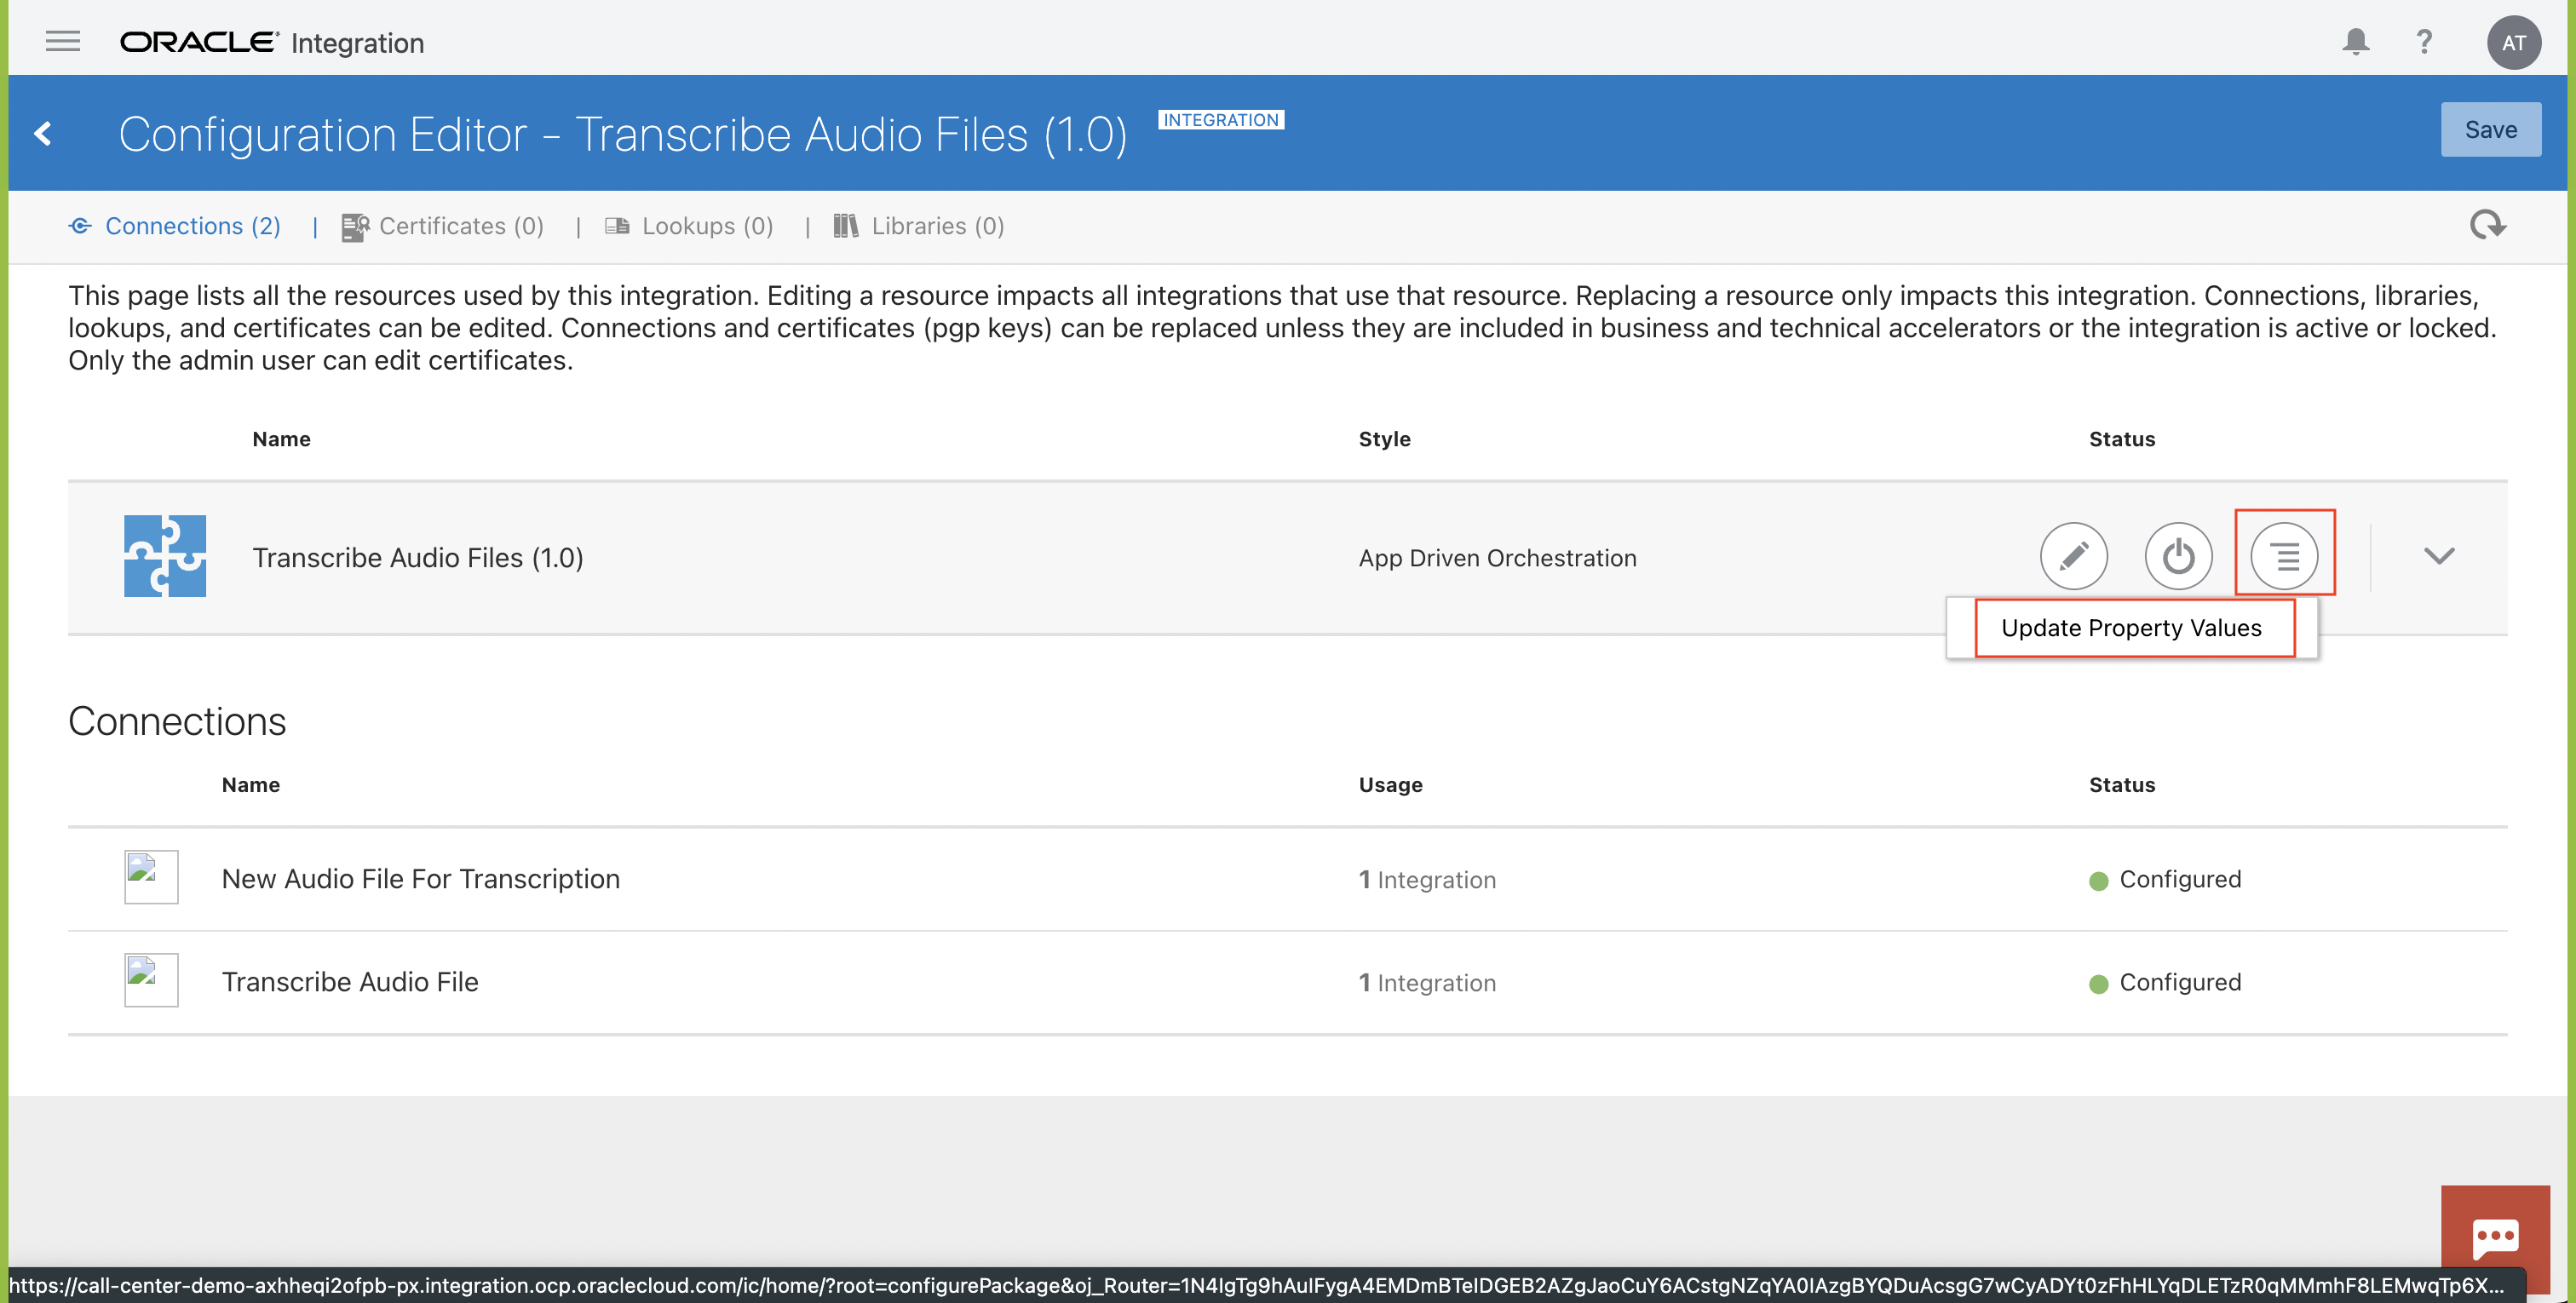 ORACLE Integration
AT
Configuration Editor - Transcribe Audio Files (1.0) INTEGRATION
Save
Connections (2) | Certificates (0) | Lookups (0) | Libraries (0)
This page lists all the resources used by this integration. Editing a resource impacts all integrations that use that resource. Replacing a resource only impacts this integration. Connections, libraries,
lookups, and certificates can be edited. Connections and certificates (pgp keys) can be replaced unless they are included in business and technical accelerators or the integration is active or locked.
Only the admin user can edit certificates.
Name Style Status
Transcribe Audio Files (1.0) App Driven Orchestration
Update Property Values
Connections
Name Usage Status
New Audio File For Transcription 1 Integration Configured
Transcribe Audio File 1 Integration Configured
https://call-center-demo-axhheqi2ofpb-px.integration.ocp.oraclecloud.com/ic/home/?root=configurePackage&oj_Router=